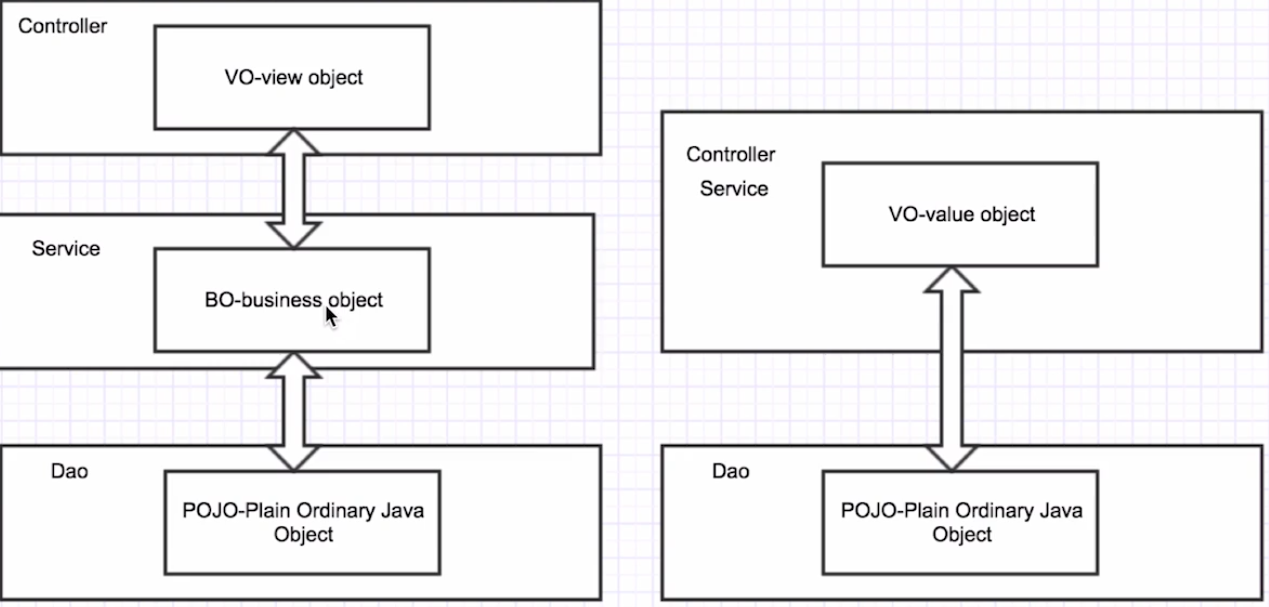 Controller
VO-view object
Service
BO-business object
Dao
POJO-Plain Ordinary Java
Object
Controller
Service
VO-value object
Dao
POJO-Plain Ordinary Java
Object